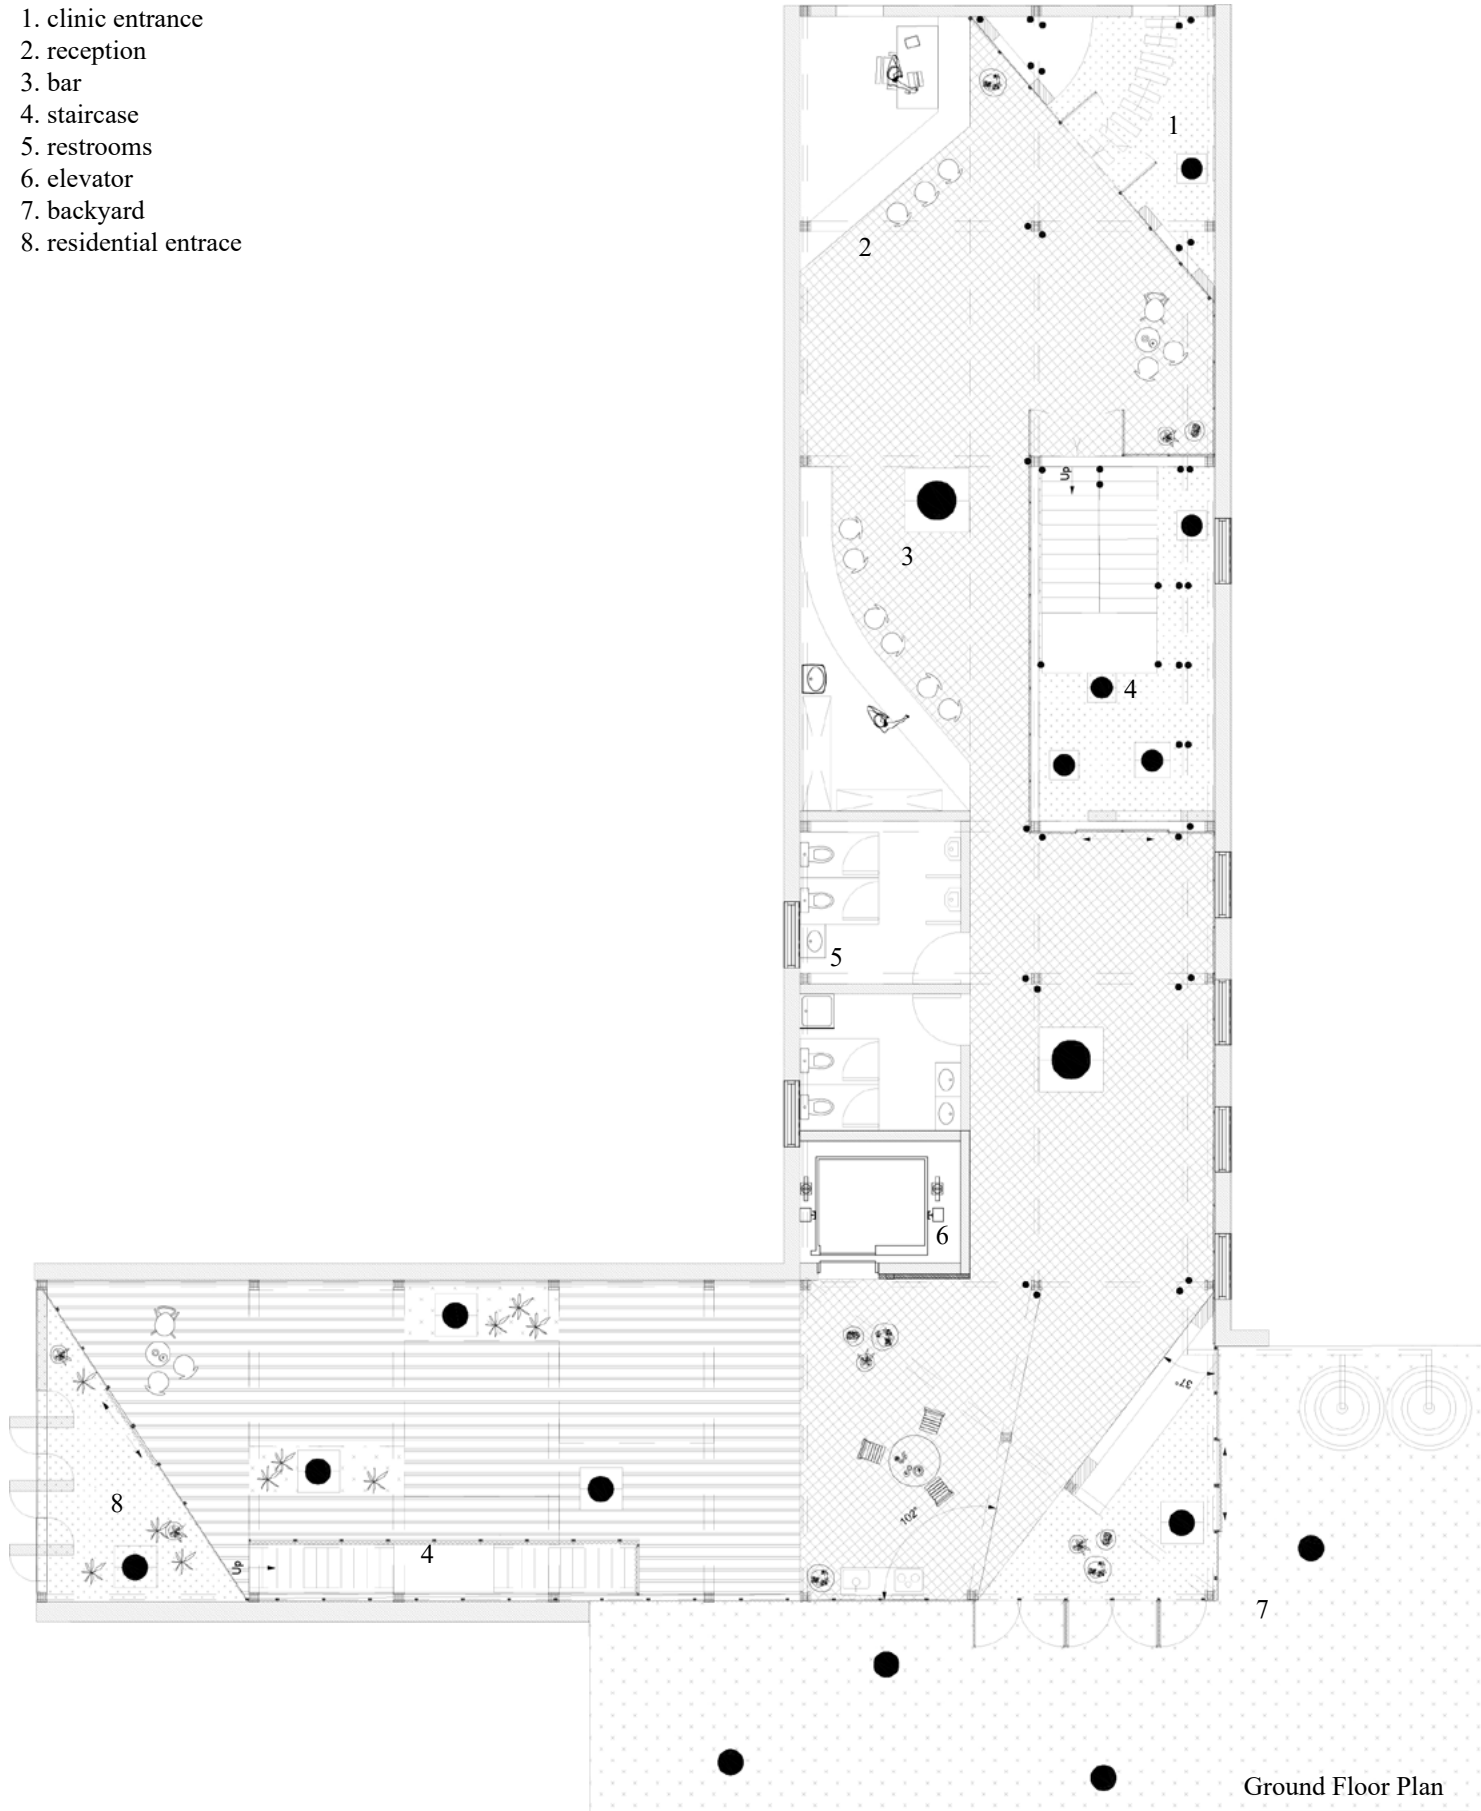 1. clinic entrance
2. reception
3. bar
4. staircase
5. restrooms
6. elevator
7. backyard
8. residential entrace
1
2
Up
3
4
5
6
37°
8
102°
Up
4
7
Ground Floor Plan